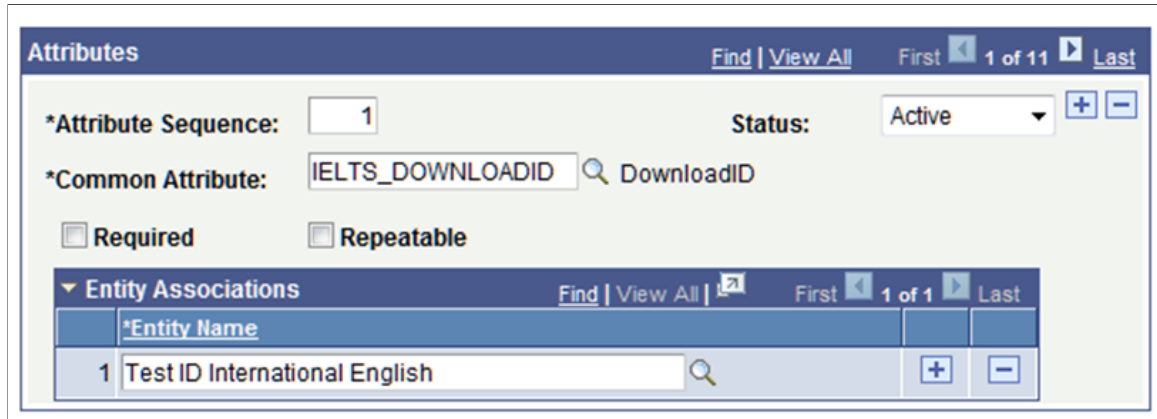 Attributes Find | View All First 1 of 11 Last
*Attribute Sequence: 1 Status: Active
*Common Attribute: IELTS_DOWNLOADID DownloadID
Required Repeatable
Entity Associations Find | View All | First 1 of 1 Last
*Entity Name
1 Test ID International English